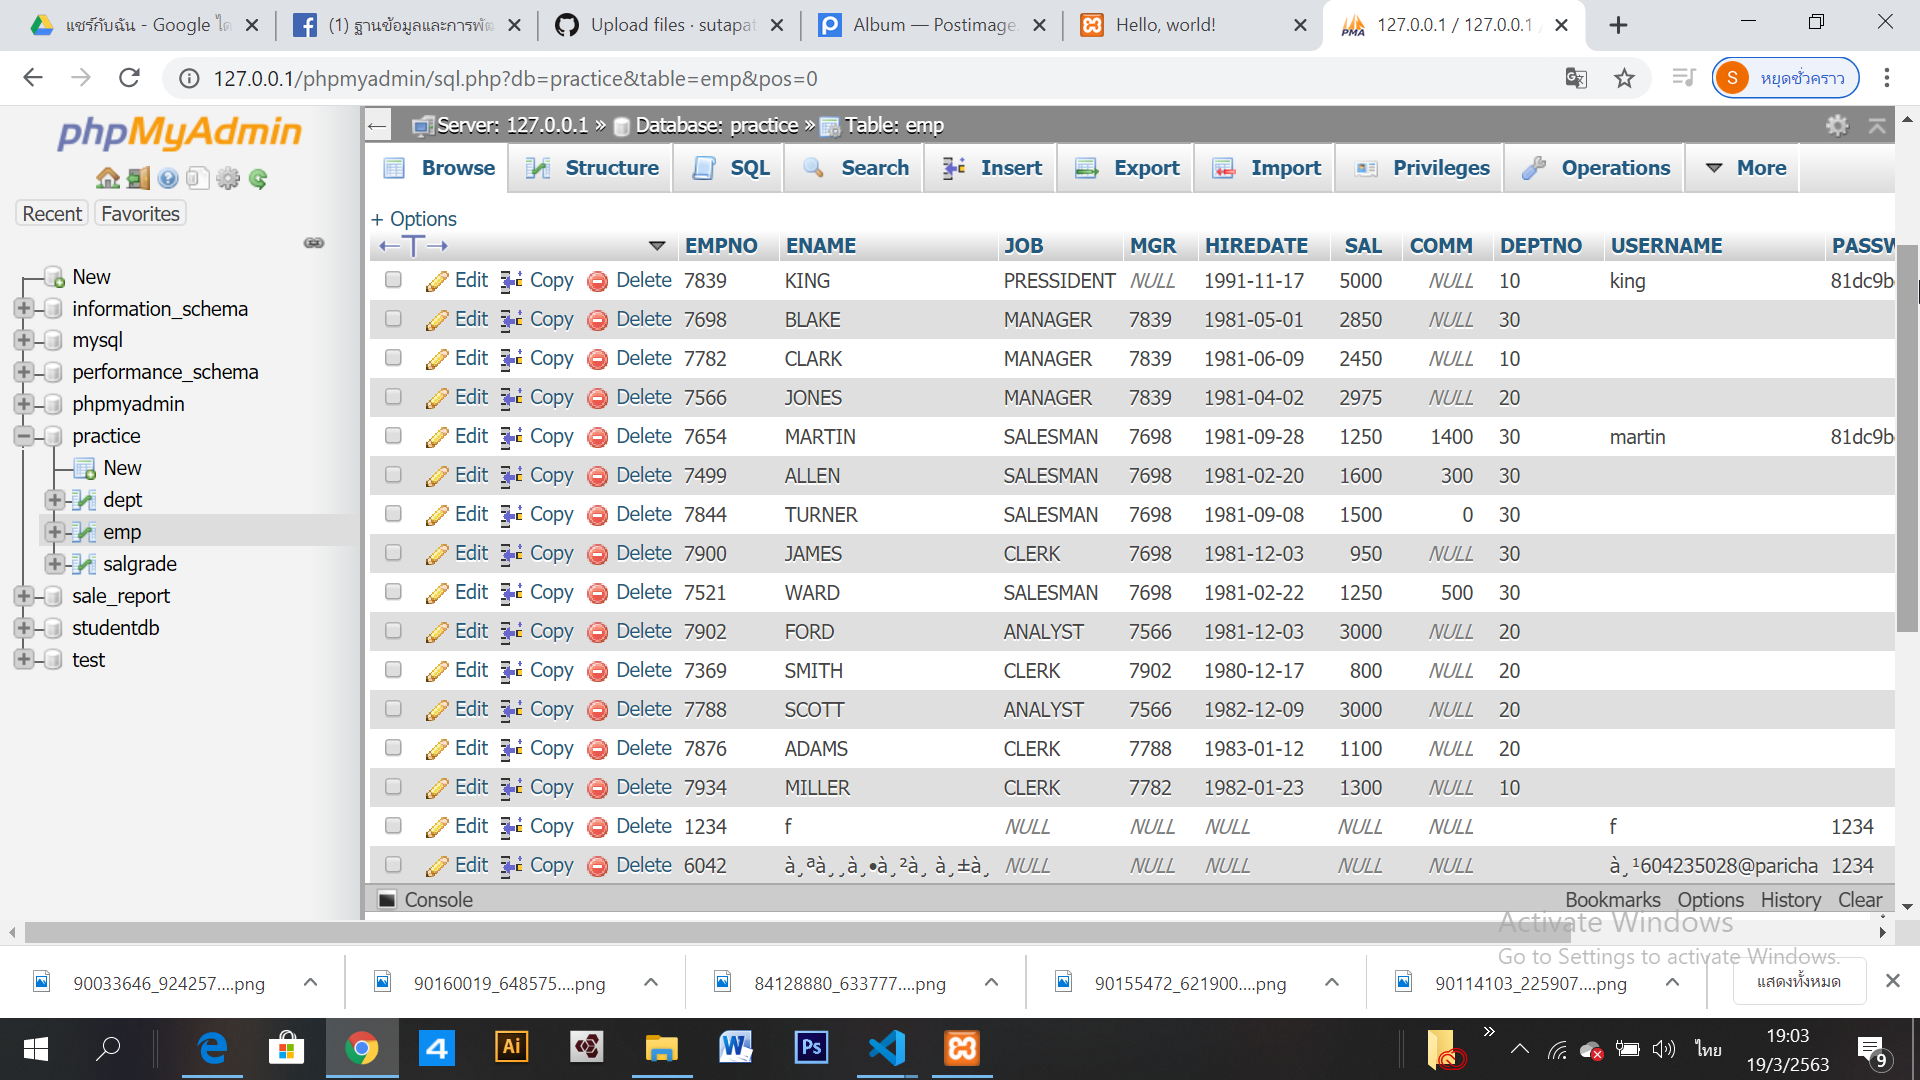 แชร์กับฉัน - Google ไ
(1) ฐานข้อมูลและการพัฒ
Upload files · sutapat
Album — Postimage.
Hello, world!
127.0.0.1 / 127.0.0.1 /
127.0.0.1/phpmyadmin/sql.php?db=practice&table=emp&pos=0
S หยุดชั่วคราว
phpMyAdmin
Recent Favorites
New
information_schema
mysql
performance_schema
phpmyadmin
practice
New
dept
emp
salgrade
sale_report
studentdb
test
Server: 127.0.0.1 » Database: practice » Table: emp
Browse Structure SQL Search Insert Export Import Privileges Operations More
+ Options
EMPNO ENAME JOB MGR HIREDATE SAL COMM DEPTNO USERNAME PASSW
Edit Copy Delete 7839 KING PRESSIDENT NULL 1991-11-17 5000 NULL 10 king 81dc9b
Edit Copy Delete 7698 BLAKE MANAGER 7839 1981-05-01 2850 NULL 30
Edit Copy Delete 7782 CLARK MANAGER 7839 1981-06-09 2450 NULL 10
Edit Copy Delete 7566 JONES MANAGER 7839 1981-04-02 2975 NULL 20
Edit Copy Delete 7654 MARTIN SALESMAN 7698 1981-09-28 1250 1400 30 martin 81dc9b
Edit Copy Delete 7499 ALLEN SALESMAN 7698 1981-02-20 1600 300 30
Edit Copy Delete 7844 TURNER SALESMAN 7698 1981-09-08 1500 0 30
Edit Copy Delete 7900 JAMES CLERK 7698 1981-12-03 950 NULL 30
Edit Copy Delete 7521 WARD SALESMAN 7698 1981-02-22 1250 500 30
Edit Copy Delete 7902 FORD ANALYST 7566 1981-12-03 3000 NULL 20
Edit Copy Delete 7369 SMITH CLERK 7902 1980-12-17 800 NULL 20
Edit Copy Delete 7788 SCOTT ANALYST 7566 1982-12-09 3000 NULL 20
Edit Copy Delete 7876 ADAMS CLERK 7788 1983-01-12 1100 NULL 20
Edit Copy Delete 7934 MILLER CLERK 7782 1982-01-23 1300 NULL 10
Edit Copy Delete 1234 f NULL NULL NULL NULL NULL f 1234
Edit Copy Delete 6042 à¸ªà¸¸à¸•à¸²à¸ à¸±à¸ NULL NULL NULL NULL NULL à¸¹604235028@paricha 1234
Console Bookmarks Options History Clear
Activate Windows
Go to Settings to activate Windows.
90033646_924257....png
90160019_648575....png
84128880_633777....png
90155472_621900....png
90114103_225907....png
แสดงทั้งหมด
4 Ai W Ps
ไทย
19:03
19/3/2563
9